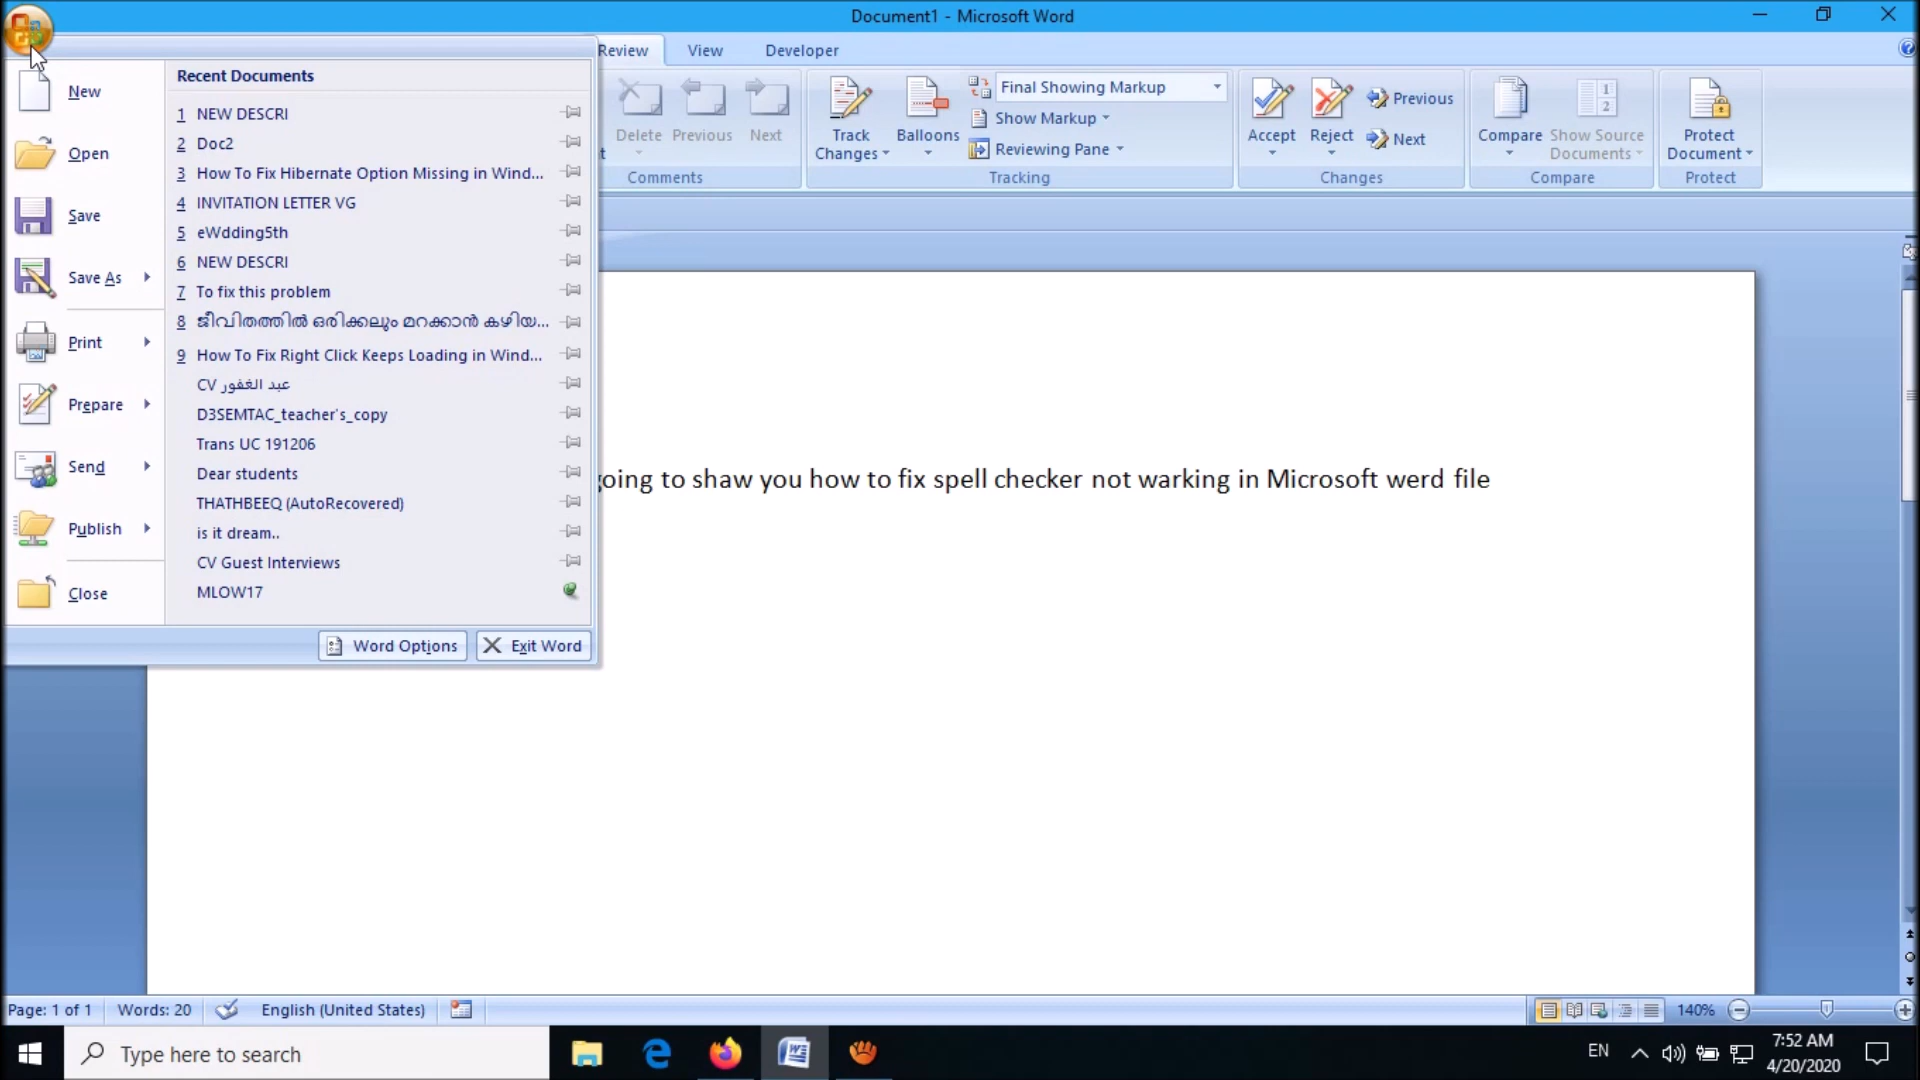 Document1 - Microsoft Word
Review View Developer
New
Open
Save
Save As
Print
Prepare
Send
Publish
Close
Recent Documents
1 NEW DESCRI
2 Doc2
3 How To Fix Hibernate Option Missing in Wind...
4 INVITATION LETTER VG
5 eWdding5th
6 NEW DESCRI
7 To fix this problem
8 ജീവിതത്തിൽ ഒരിക്കലും മറക്കാൻ കഴിയ...
9 How To Fix Right Click Keeps Loading in Wind...
CV عبد الغفور
D3SEMTAC_teacher's_copy
Trans UC 191206
Dear students
THATHBEEQ (AutoRecovered)
is it dream..
CV Guest Interviews
MLOW17
Word Options Exit Word
Delete Previous Next
Comments
Track Changes
Balloons
Final Showing Markup
Show Markup
Reviewing Pane
Tracking
Accept Reject
Previous
Next
Changes
Compare
Show Source Documents
Compare
Protect Document
Protect
going to shaw you how to fix spell checker not warking in Microsoft werd file
Page: 1 of 1 Words: 20 English (United States) 140%
Type here to search
EN
7:52 AM
4/20/2020